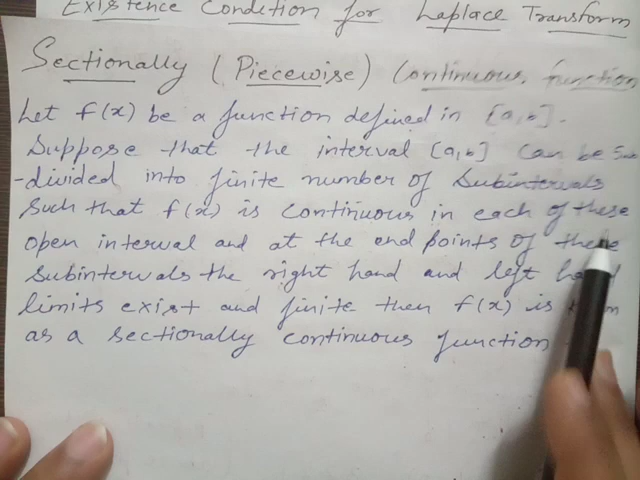 Existence Condition for Laplace Transform
Sectionally (Piecewise) Continuous function
Let f(x) be a function defined in [a,b].
Suppose that the interval [a,b] can be Sub
-divided into finite number of Subintervals
such that f(x) is continuous in each of these
open interval and at the end points of these
subintervals the right hand and left
limits exist and finite then f(x) is
as a sectionally continuous function